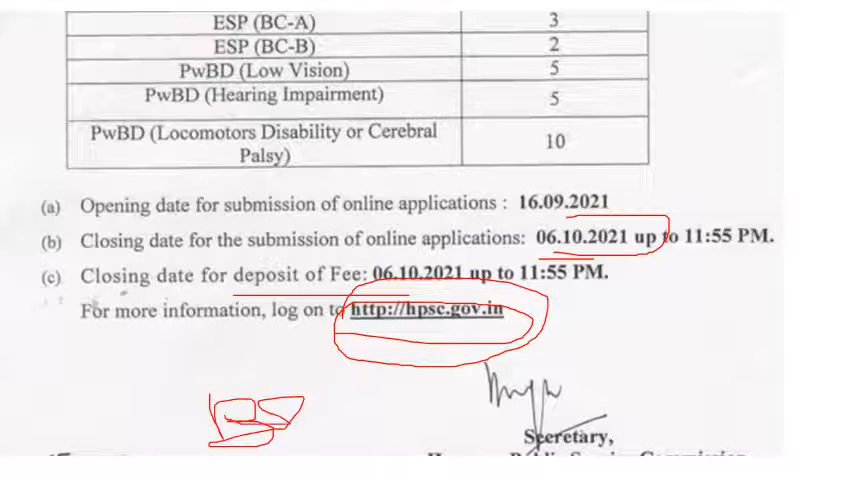 ESP (BC-A) 3
ESP (BC-B) 2
PwBD (Low Vision) 5
PwBD (Hearing Impairment) 5
PwBD (Locomotors Disability or Cerebral
Palsy) 10
(a) Opening date for submission of online applications : 16.09.2021
(b) Closing date for the submission of online applications: 06.10.2021 up to 11:55 PM.
(c) Closing date for deposit of Fee: 06.10.2021 up to 11:55 PM.
For more information, log on to http://hpsc.gov.in
Secretary,